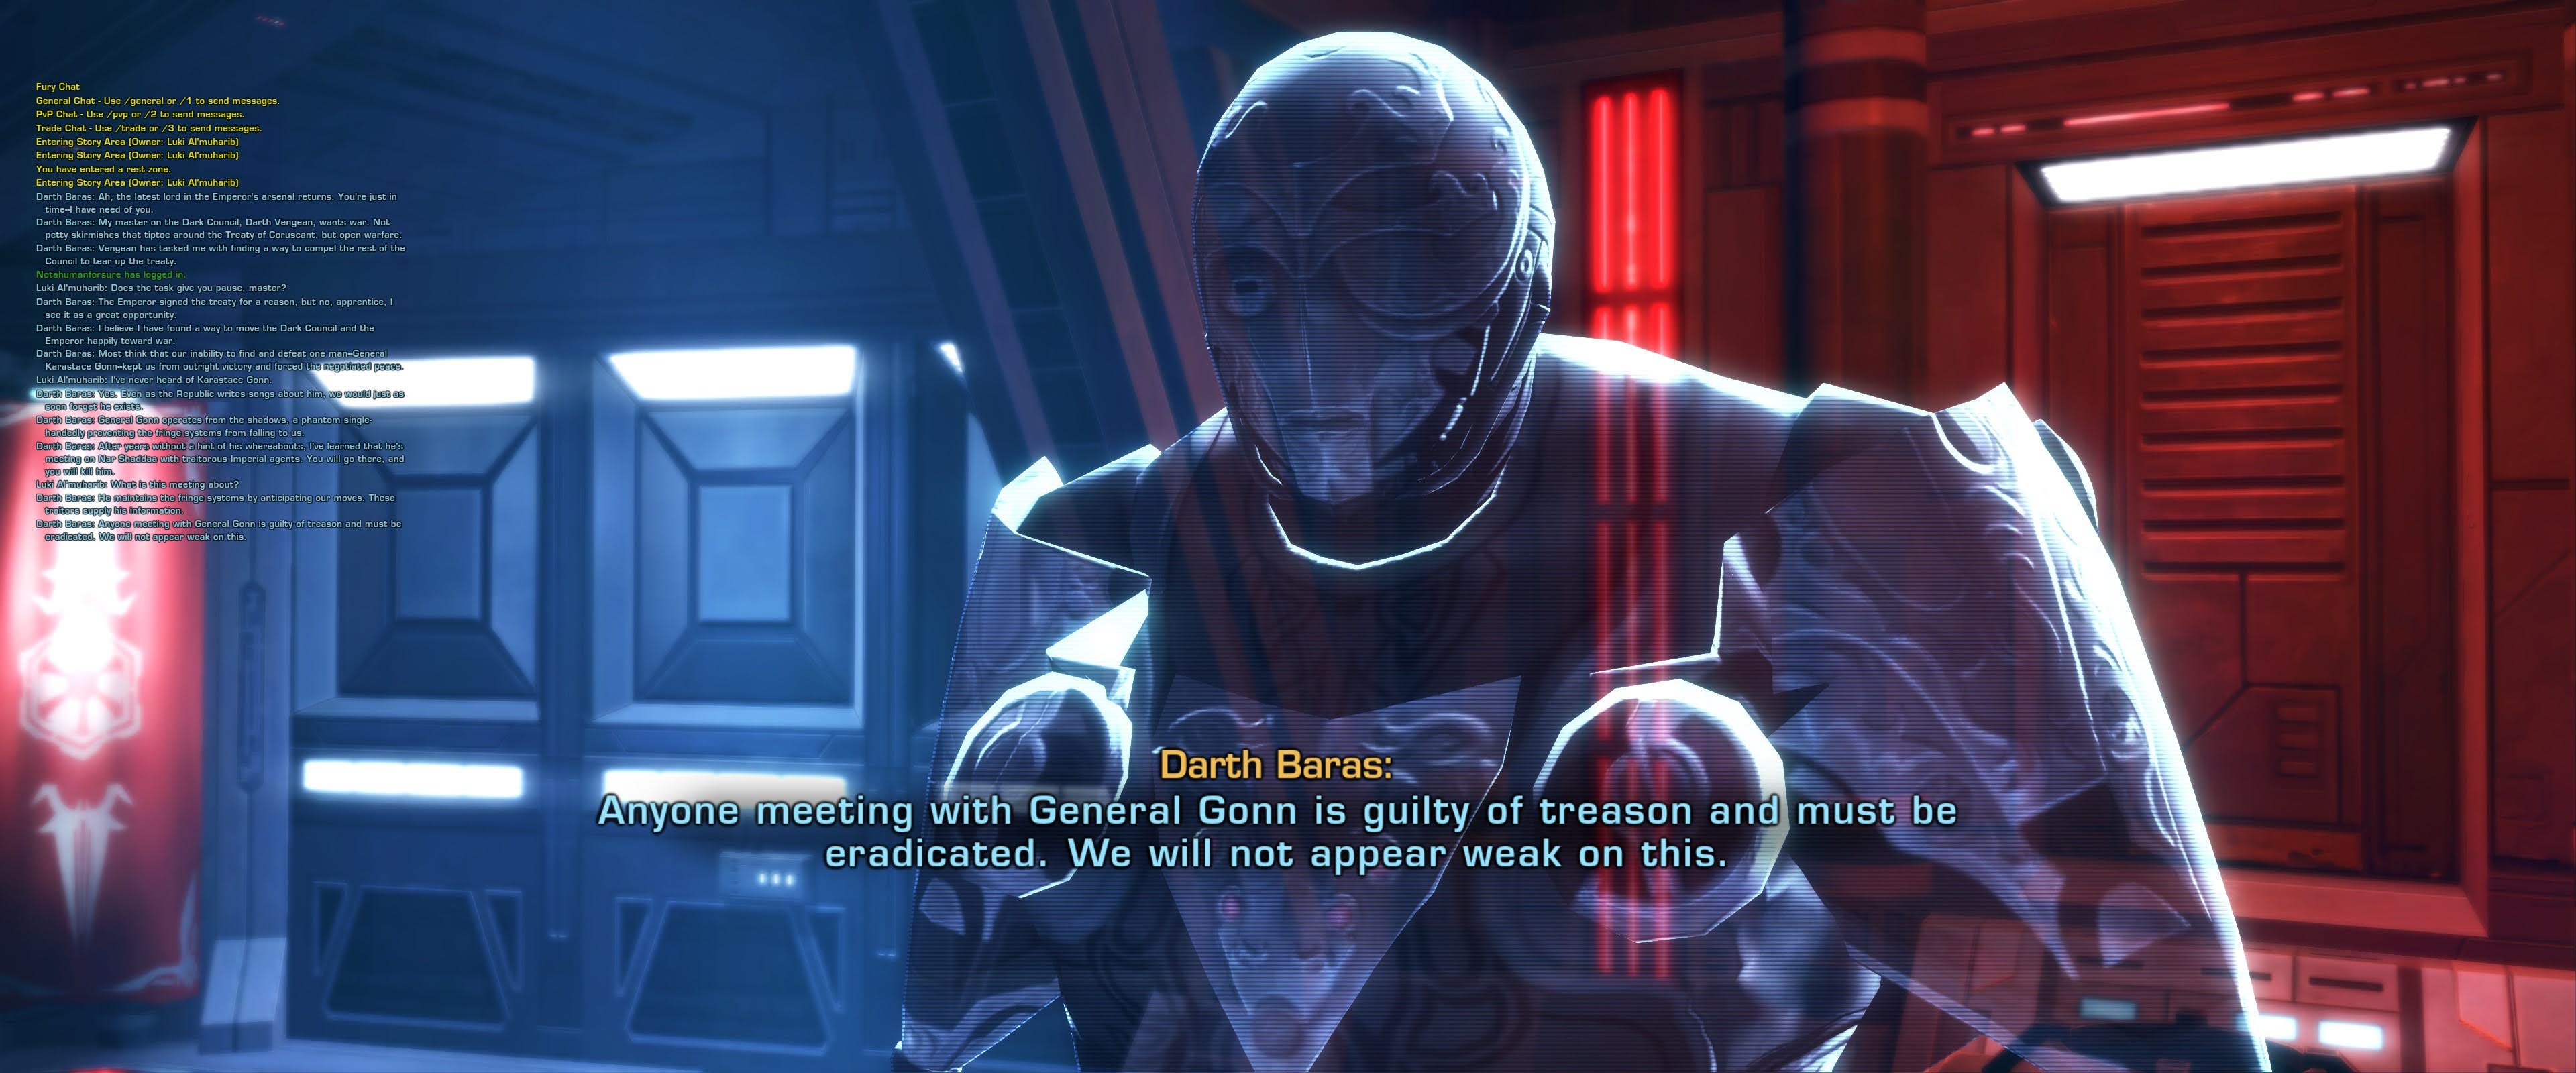 Fury Chat
General Chat - Use /general or /1 to send messages.
PvP Chat - Use /pvp or /2 to send messages.
Trade Chat - Use /trade or /3 to send messages.
Entering Story Area (Owner: Luki Al'muharib)
Entering Story Area (Owner: Luki Al'muharib)
You have entered a rest zone.
Entering Story Area (Owner: Luki Al'muharib)
Darth Baras: Ah, the latest lord in the Emperor's arsenal returns. You're just in
time—I have need of you.
Darth Baras: My master on the Dark Council, Darth Vengean, wants war. Not
petty skirmishes that tiptoe around the Treaty of Coruscant, but open warfare.
Darth Baras: Vengean has tasked me with finding a way to compel the rest of the
Council to tear up the treaty.
Notahumanforsure has logged in.
Luki Al'muharib: Does the task give you pause, master?
Darth Baras: The Emperor signed the treaty for a reason, but no, apprentice, I
see it as a great opportunity.
Darth Baras: I believe I have found a way to move the Dark Council and the
Emperor happily toward war.
Darth Baras: Most think that our inability to find and defeat one man—General
Karastace Gonn—kept us from outright victory and forced the negotiated peace.
Luki Al'muharib: I've never heard of Karastace Gonn.
Darth Baras: Yes. Even as the Republic writes songs about him, we would just as
soon forget he exists.
Darth Baras: General Gonn operates from the shadows, a phantom single-
handedly preventing the fringe systems from falling to us.
Darth Baras: After years without a hint of his whereabouts, I've learned that he's
meeting on Nar Shaddaa with traitorous Imperial agents. You will go there, and
you will kill him.
Luki Al'muharib: What is this meeting about?
Darth Baras: He maintains the fringe systems by anticipating our moves. These
traitors supply his information.
Darth Baras: Anyone meeting with General Gonn is guilty of treason and must be
eradicated. We will not appear weak on this.
Darth Baras:
Anyone meeting with General Gonn is guilty of treason and must be
eradicated. We will not appear weak on this.